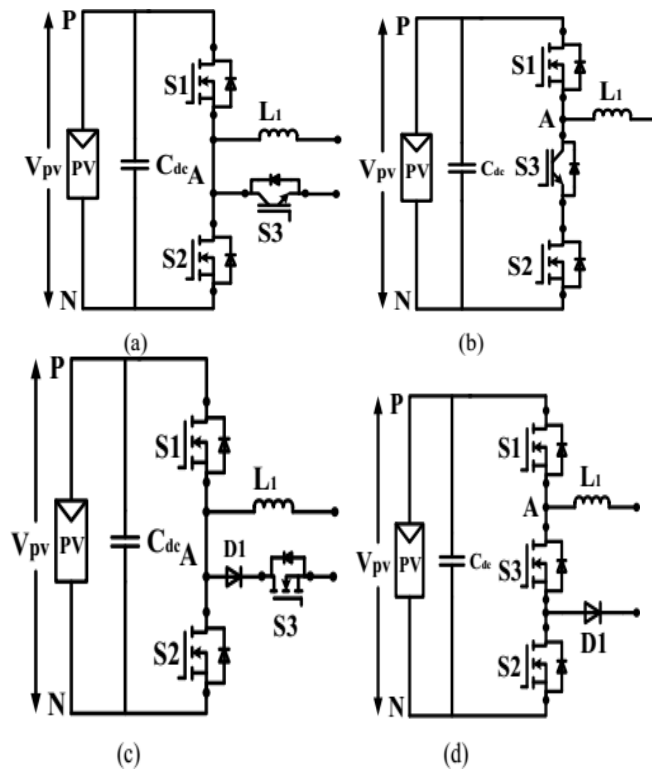 P
S1
L1
Vpv
PV
Cdc
A
S3
S2
N
(a)
P
S1
A
L1
Vpv
PV
Cdc
S3
S2
N
(b)
P
S1
L1
Vpv
PV
Cdc
A
D1
S3
S2
N
(c)
P
S1
A
L1
Vpv
PV
Cdc
S3
D1
S2
N
(d)